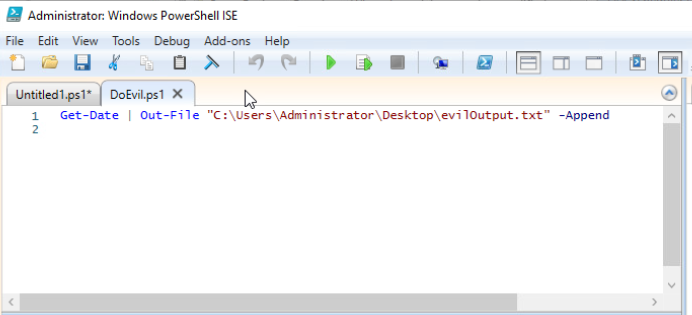 Administrator: Windows PowerShell ISE
File Edit View Tools Debug Add-ons Help
Untitled1.ps1* DoEvil.ps1
1 Get-Date | Out-File "C:\Users\Administrator\Desktop\evilOutput.txt" -Append
2